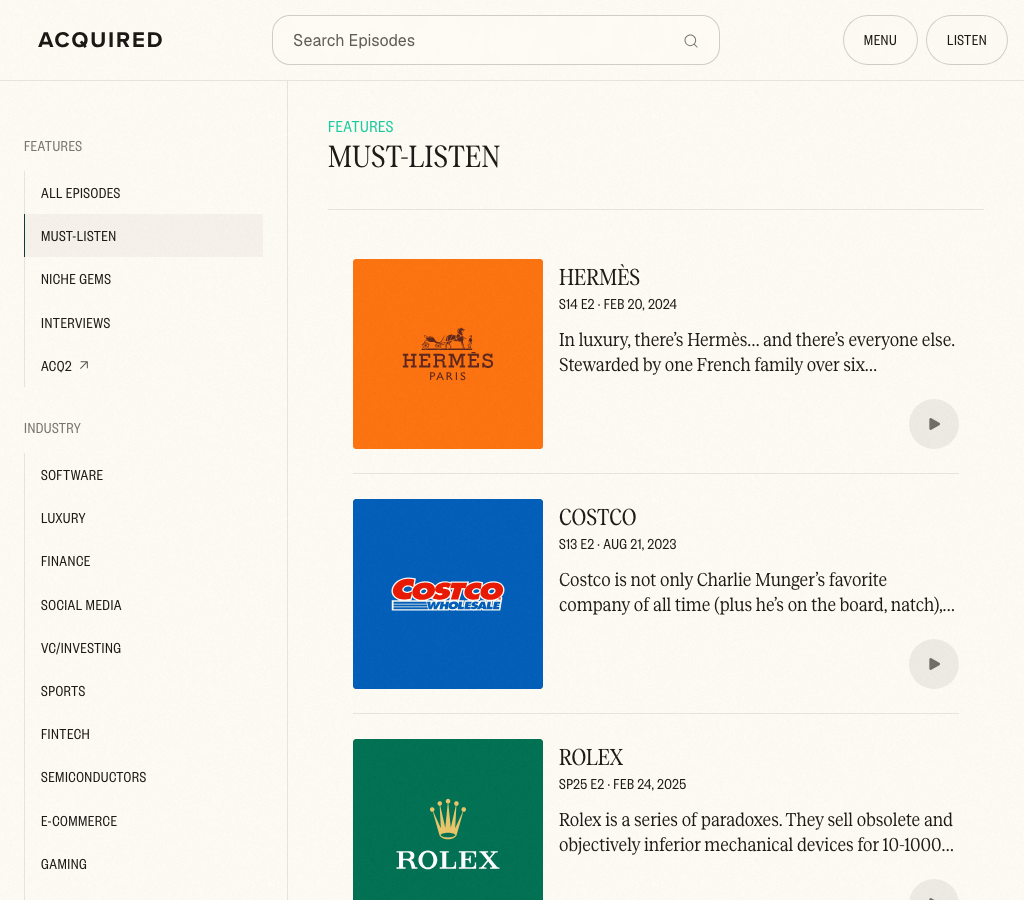 ACQUIRED
Search Episodes
MENU
LISTEN
FEATURES
ALL EPISODES
MUST-LISTEN
NICHE GEMS
INTERVIEWS
ACQ2
INDUSTRY
SOFTWARE
LUXURY
FINANCE
SOCIAL MEDIA
VC/INVESTING
SPORTS
FINTECH
SEMICONDUCTORS
E-COMMERCE
GAMING
FEATURES
MUST-LISTEN
HERMÈS
PARIS
HERMÈS
S14 E2 · FEB 20, 2024
In luxury, there’s Hermès… and there’s everyone else.
Stewarded by one French family over six…
COSTCO
WHOLESALE
COSTCO
S13 E2 · AUG 21, 2023
Costco is not only Charlie Munger’s favorite
company of all time (plus he’s on the board, natch),…
ROLEX
ROLEX
SP25 E2 · FEB 24, 2025
Rolex is a series of paradoxes. They sell obsolete and
objectively inferior mechanical devices for 10-1000…